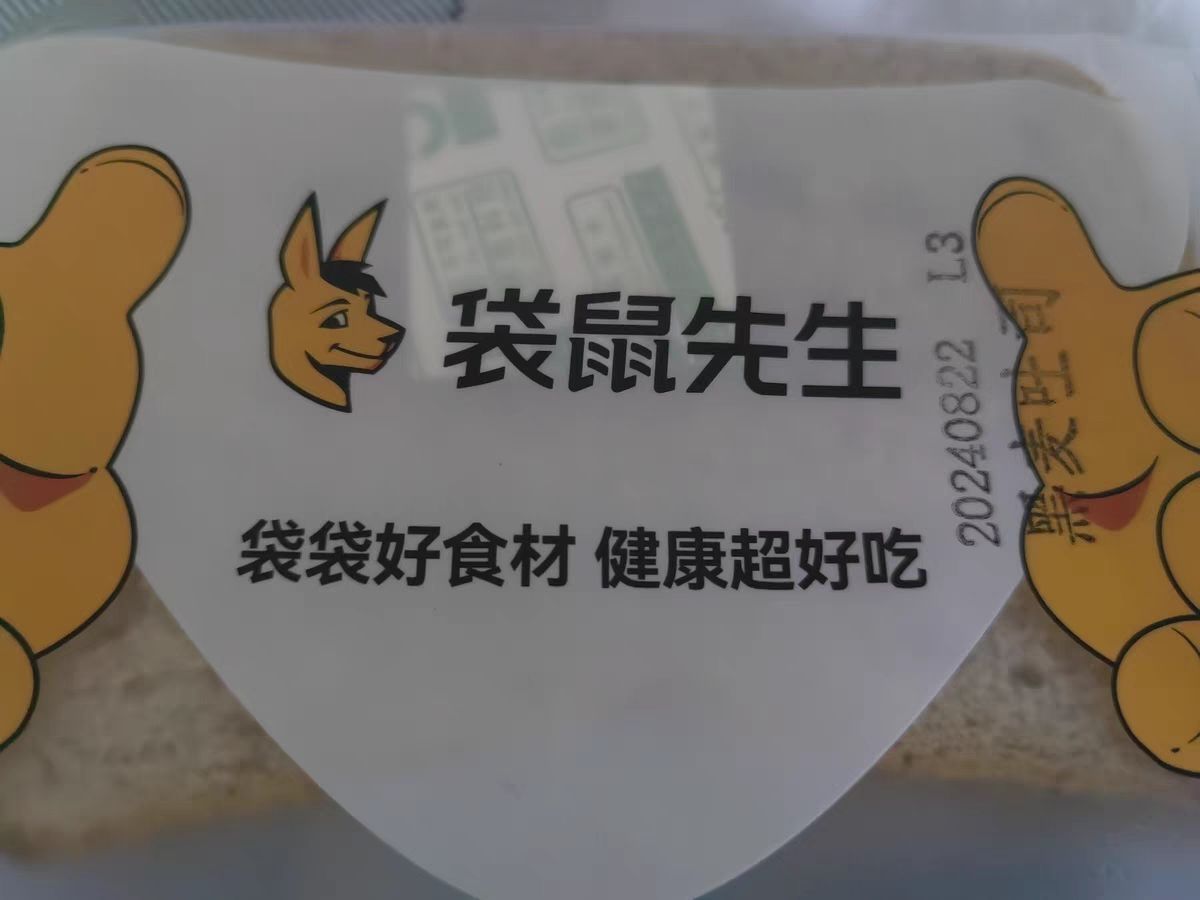 袋鼠先生
袋袋好食材 健康超好吃
20240822 L3
黑麦吐司